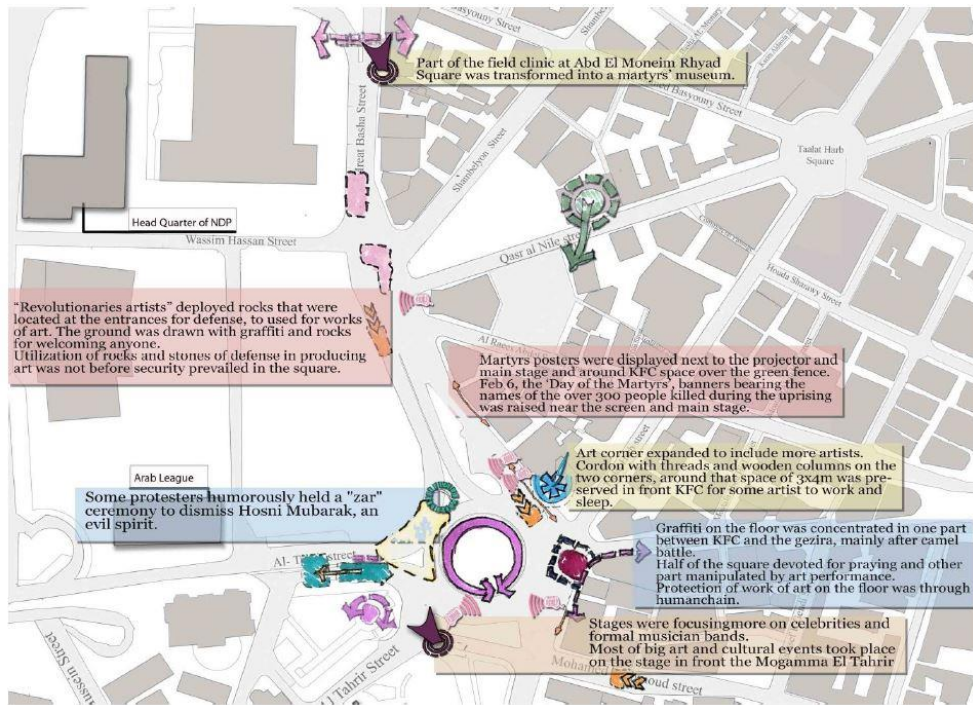 Part of the field clinic at Abd El Moneim Rhyad
Square was transformed into a martyrs' museum.
Basyouny Street
Shambelyon Street
Basyouny Street
Taalat Harb
Square
Head Quarter of NDP
Wassim Hassan Street
Qasr al Nile
Houda Shaarawy Street
"Revolutionaries artists" deployed rocks that were
located at the entrances for defense, to used for works
of art. The ground was drawn with graffiti and rocks
for welcoming anyone.
Utilization of rocks and stones of defense in producing
art was not before security prevailed in the square.
Martyrs posters were displayed next to the projector and
main stage and around KFC space over the green fence.
Feb 6, the 'Day of the Martyrs', banners bearing the
names of the over 300 people killed during the uprising
was raised near the screen and main stage.
Art corner expanded to include more artists.
Cordon with threads and wooden columns on the
two corners, around that space of 3x4m was pre-
served in front KFC for some artist to work and
sleep.
Arab League
Some protesters humorously held a "zar"
ceremony to dismiss Hosni Mubarak, an
evil spirit.
Graffiti on the floor was concentrated in one part
between KFC and the gezira, mainly after camel
battle.
Half of the square devoted for praying and other
part manipulated by art performance.
Protection of work of art on the floor was through
humanchain.
Stages were focusingmore on celebrities and
formal musician bands.
Most of big art and cultural events took place
on the stage in front the Mogamma El Tahrir
Tahrir Street
Street